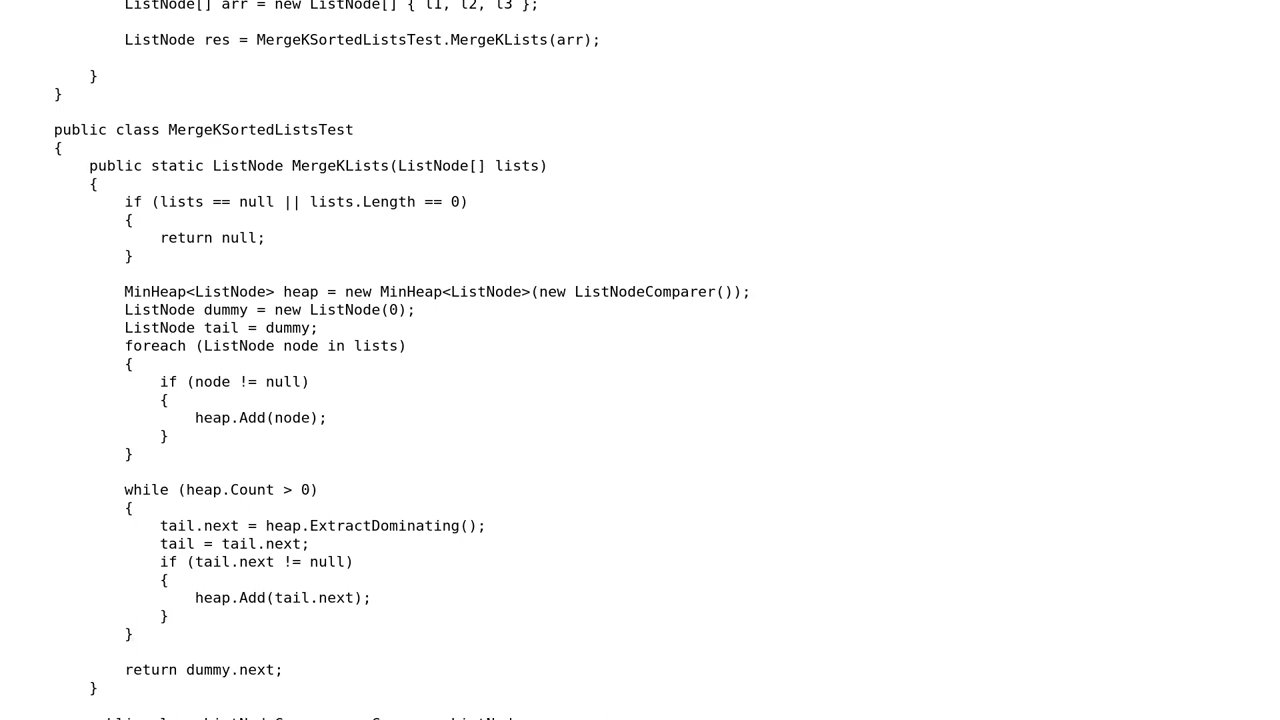 ListNode[] arr = new ListNode[] { l1, l2, l3 };
ListNode res = MergeKSortedListsTest.MergeKLists(arr);
}
}
public class MergeKSortedListsTest
{
public static ListNode MergeKLists(ListNode[] lists)
{
if (lists == null || lists.Length == 0)
{
return null;
}
MinHeap<ListNode> heap = new MinHeap<ListNode>(new ListNodeComparer());
ListNode dummy = new ListNode(0);
ListNode tail = dummy;
foreach (ListNode node in lists)
{
if (node != null)
{
heap.Add(node);
}
}
while (heap.Count > 0)
{
tail.next = heap.ExtractDominating();
tail = tail.next;
if (tail.next != null)
{
heap.Add(tail.next);
}
}
return dummy.next;
}